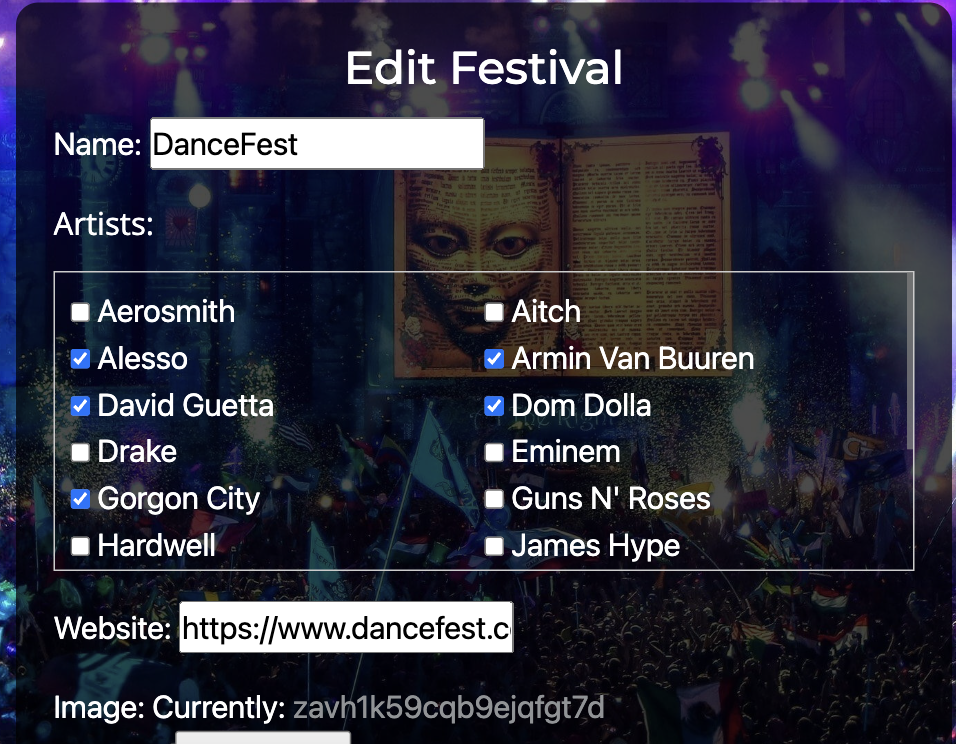 Edit Festival
Name: DanceFest
Artists:
Aerosmith Aitch
Alesso Armin Van Buuren
David Guetta Dom Dolla
Drake Eminem
Gorgon City Guns N' Roses
Hardwell James Hype
Website: https://www.dancefest.c
Image: Currently: zavh1k59cqb9ejqfgt7d